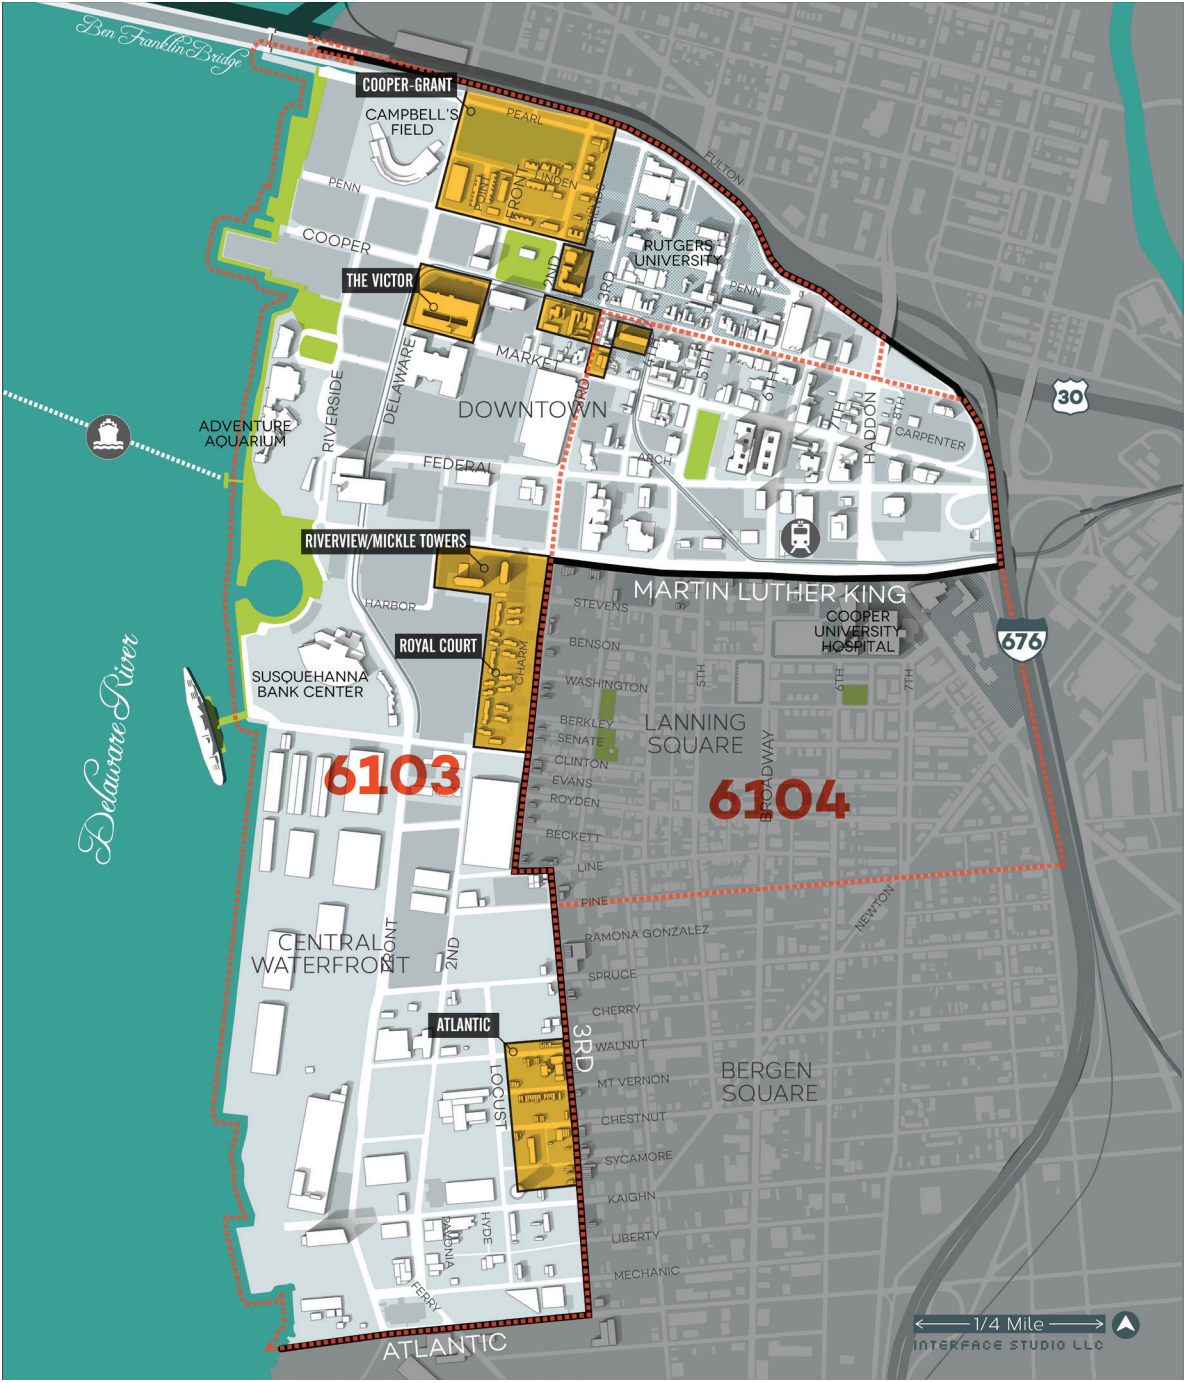 Ben Franklin Bridge
COOPER-GRANT
CAMPBELL'S
FIELD
PEARL
FULTON
PENN
POINT
FRONT
LINDEN
FRIENDS
COOPER
RUTGERS
UNIVERSITY
2ND
3RD
PENN
THE VICTOR
30
DELAWARE
MARKET
4TH
5TH
6TH
7TH
HADDON
8TH
CARPENTER
RIVERSIDE
3RD
DOWNTOWN
ADVENTURE
AQUARIUM
FEDERAL
ARCH
RIVERVIEW/MICKLE TOWERS
MARTIN LUTHER KING
HARBOR
STEVENS
COOPER
UNIVERSITY
HOSPITAL
676
ROYAL COURT
CHARM
BENSON
SUSQUEHANNA
BANK CENTER
WASHINGTON
5TH
6TH
7TH
Delaware River
BERKLEY
SENATE
LANNING
SQUARE
BROADWAY
CLINTON
6103
EVANS
6104
ROYDEN
BECKETT
LINE
PINE
NEWTON
CENTRAL
WATERFRONT
FRONT
2ND
RAMONA GONZALEZ
SPRUCE
CHERRY
ATLANTIC
3RD
WALNUT
LOCUST
MT VERNON
BERGEN
SQUARE
CHESTNUT
SYCAMORE
KAIGHN
PAVONIA
HYDE
LIBERTY
MECHANIC
FERRY
ATLANTIC
1/4 Mile
INTERFACE STUDIO LLC